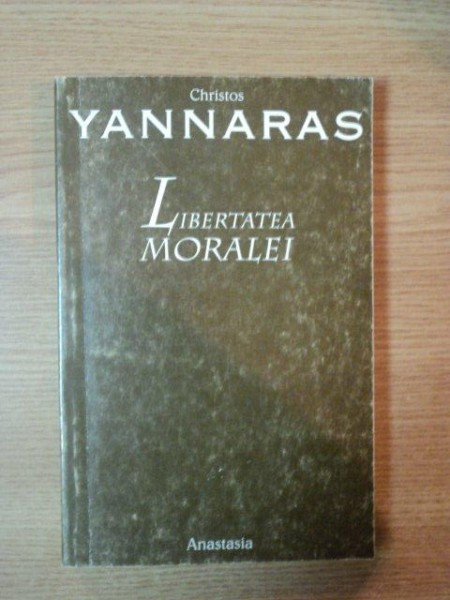 Christos
YANNARAS
LIBERTATEA
MORALEI
Anastasia